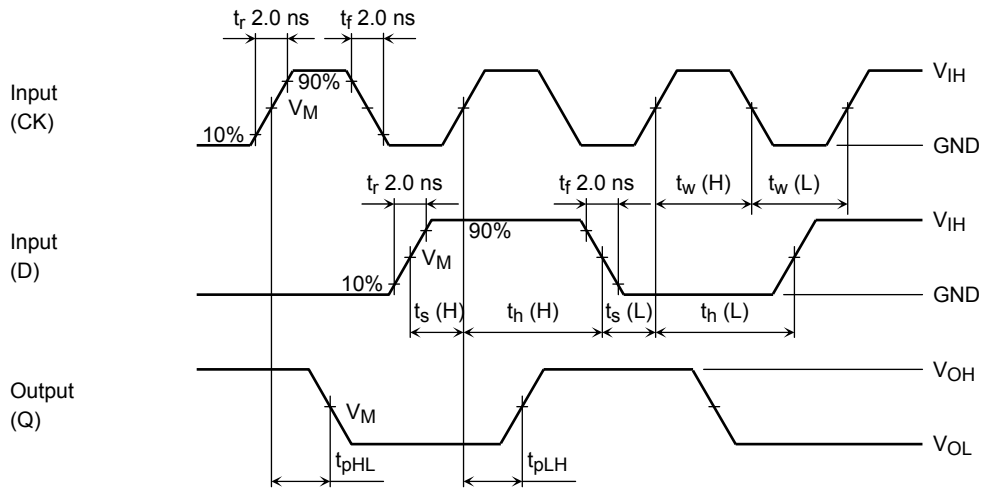 tr 2.0 ns tf 2.0 ns
Input
(CK)
90%
VM
10%
VIH
GND
tw (H) tw (L)
tr 2.0 ns tf 2.0 ns
Input
(D)
90%
VM
10%
VIH
GND
ts (H) th (H) ts (L) th (L)
Output
(Q)
VM
VOH
VOL
tpHL tpLH